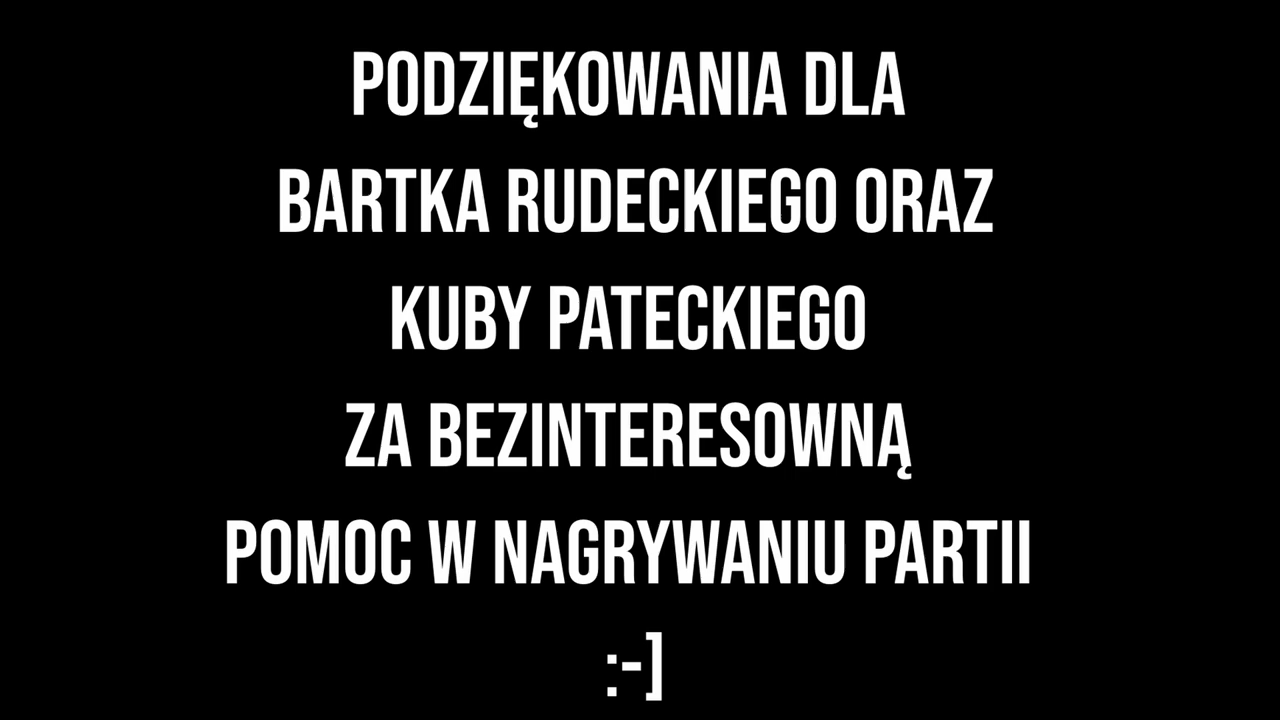 PODZIĘKOWANIA DLA
BARTKA RUDECKIEGO ORAZ
KUBY PATECKIEGO
ZA BEZINTERESOWNĄ
POMOC W NAGRYWANIU PARTII
:-]